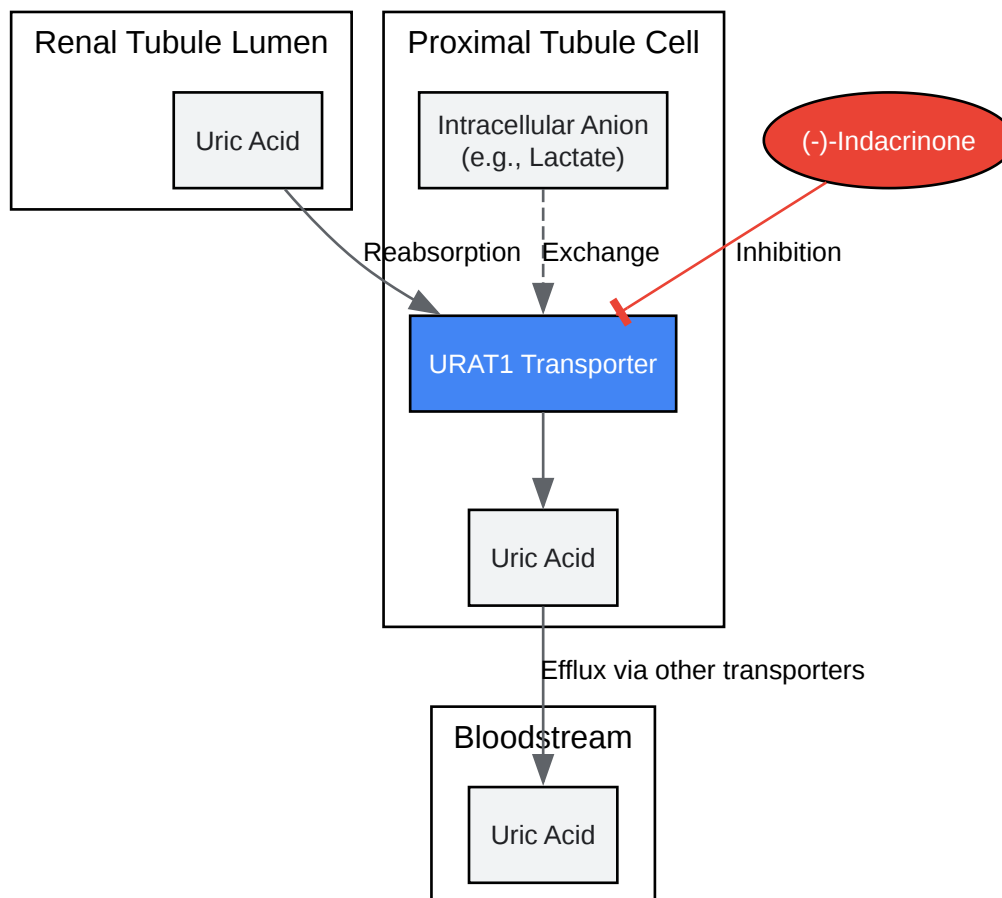 Renal Tubule Lumen
Proximal Tubule Cell
Uric Acid
Intracellular Anion
(e.g., Lactate)
(-)-Indacrinone
Reabsorption
Exchange
Inhibition
URAT1 Transporter
Uric Acid
Efflux via other transporters
Bloodstream
Uric Acid